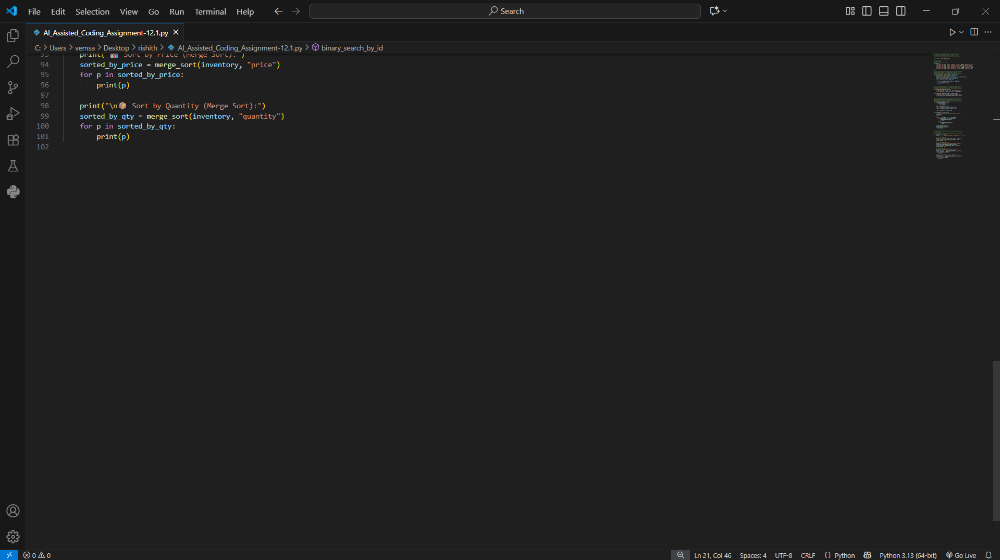 File Edit Selection View Go Run Terminal Help
Search
AI_Assisted_Coding_Assignment-12.1.py
C: > Users > vemsa > Desktop > rishith > AI_Assisted_Coding_Assignment-12.1.py > binary_search_by_id
93 print(" Sort by Price (Merge Sort):")
94 sorted_by_price = merge_sort(inventory, "price")
95 for p in sorted_by_price:
96 print(p)
97
98 print("\n📦 Sort by Quantity (Merge Sort):")
99 sorted_by_qty = merge_sort(inventory, "quantity")
100 for p in sorted_by_qty:
101 print(p)
102
0 0 Ln 21, Col 46 Spaces: 4 UTF-8 CRLF {} Python Python 3.13 (64-bit) Go Live